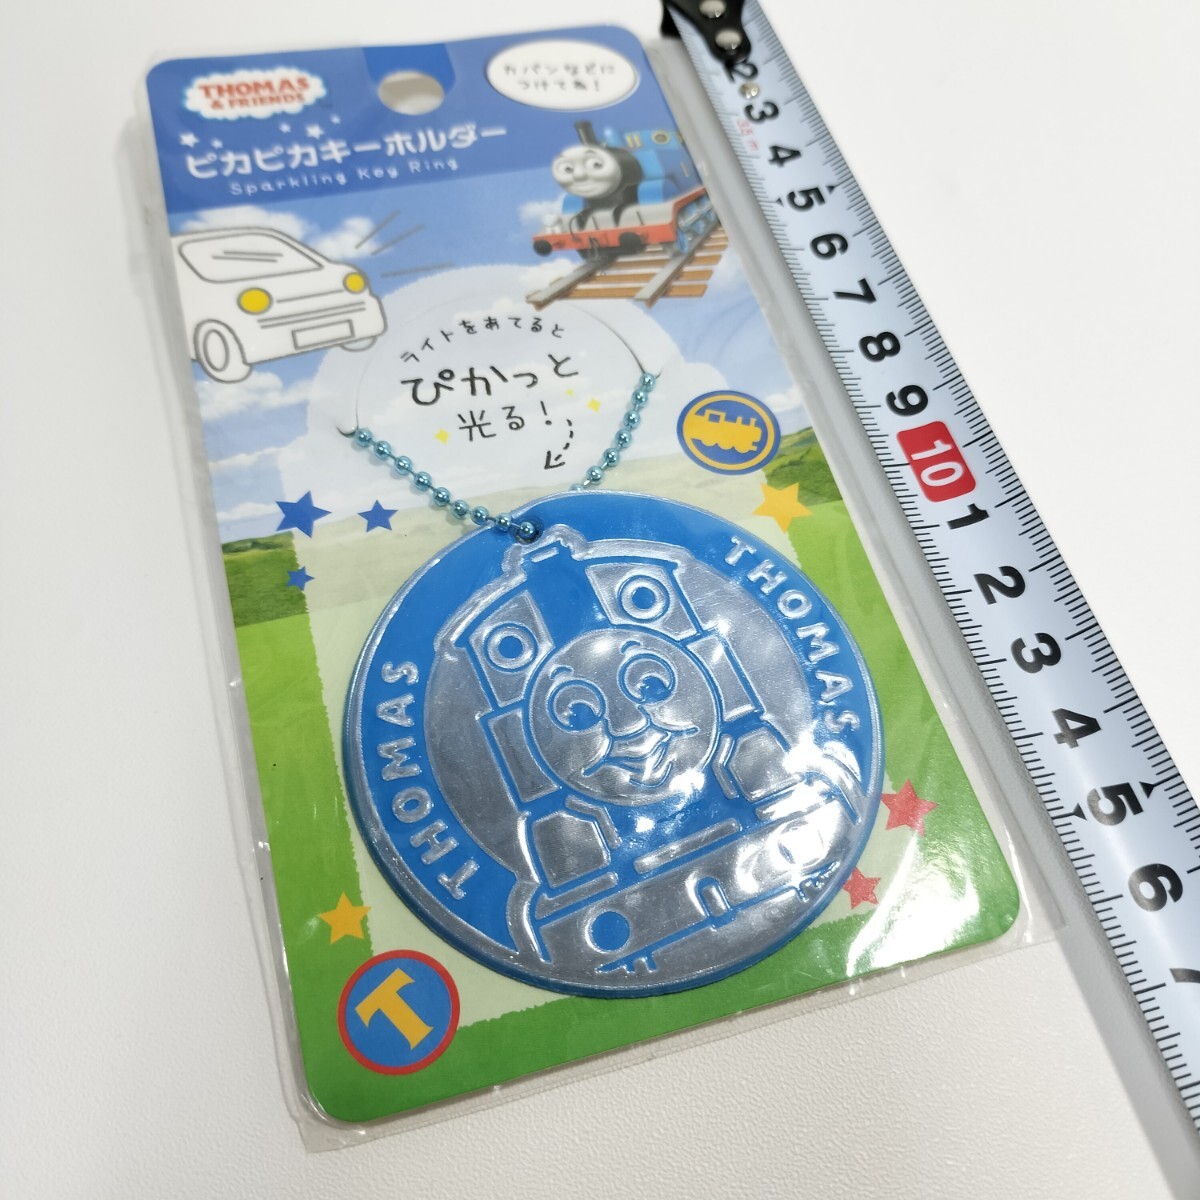 THOMAS
& FRIENDS
カバンなどに
つけてね!
ピカピカキーホルダー
Sparkling Key Ring
ライトをあてると
ぴかっと
光る!
THOMAS
THOMAS
T
2
3
4
5
6
7
8
9
10
1
2
3
4
5
6
7